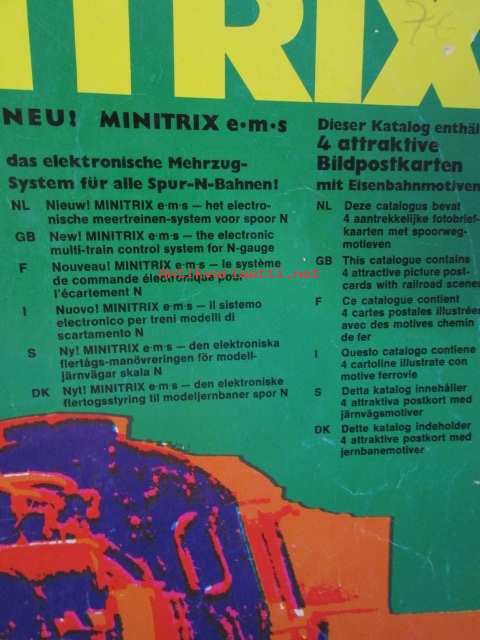 ITRIX
76
NEU! MINITRIX e·m·s
das elektronische Mehrzug-
System für alle Spur-N-Bahnen!
NL Nieuw! MINITRIX e·m·s — het electro-
nische meertreinen-systeem voor spoor N
GB New! MINITRIX e·m·s — the electronic
multi-train control system for N-gauge
F Nouveau! MINITRIX e·m·s — le système
de commande électronique pour
l'écartement N
I Nuovo! MINITRIX e·m·s — il sistemo
electronico per treni modelli di
scartamento N
S Ny! MINITRIX e·m·s — den elektroniska
flertågs-manövreringen för modell-
järnvägar skala N
DK Nyt! MINITRIX e·m·s — den elektroniske
flertogsstyring til modeljernbaner spor N
Dieser Katalog enthäl
4 attraktive
Bildpostkarten
mit Eisenbahnmotiven
NL Deze catalogus bevat
4 aantrekkelijke fotobrief-
kaarten met spoorweg-
motieven
GB This catalogue contains
4 attractive picture post-
cards with railroad scenes
F Ce catalogue contient
4 cartes postales illustrées
avec des motives chemin
de fer
I Questo catalogo contiene
4 cartoline illustrate con
motive ferrovie
S Detta katalog innehåller
4 attraktiva postkort med
järnvägsmotiver
DK Dette katalog indeholder
4 attraktive postkort med
jernbanemotiver